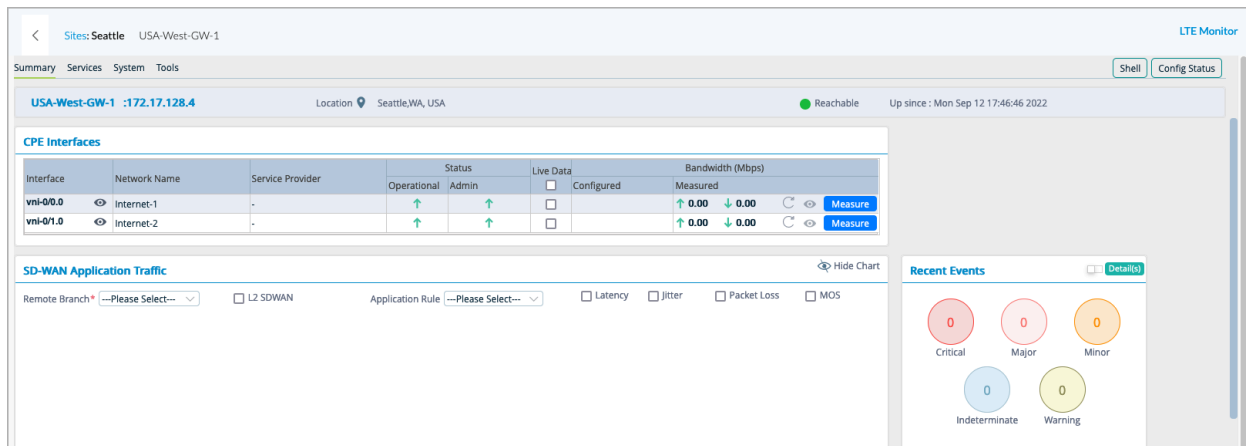 Sites: Seattle USA-West-GW-1 LTE Monitor
Summary Services System Tools Shell Config Status
USA-West-GW-1 :172.17.128.4 Location Seattle,WA, USA Reachable Up since : Mon Sep 12 17:46:46 2022
CPE Interfaces
Interface Network Name Service Provider Status Live Data Bandwidth (Mbps)
Operational Admin Configured Measured
vni-0/0.0 Internet-1 - 0.00 0.00 Measure
vni-0/1.0 Internet-2 - 0.00 0.00 Measure
SD-WAN Application Traffic Hide Chart
Remote Branch* ---Please Select--- L2 SDWAN Application Rule ---Please Select--- Latency Jitter Packet Loss MOS
Recent Events Detail(s)
0 0 0
Critical Major Minor
0 0
Indeterminate Warning